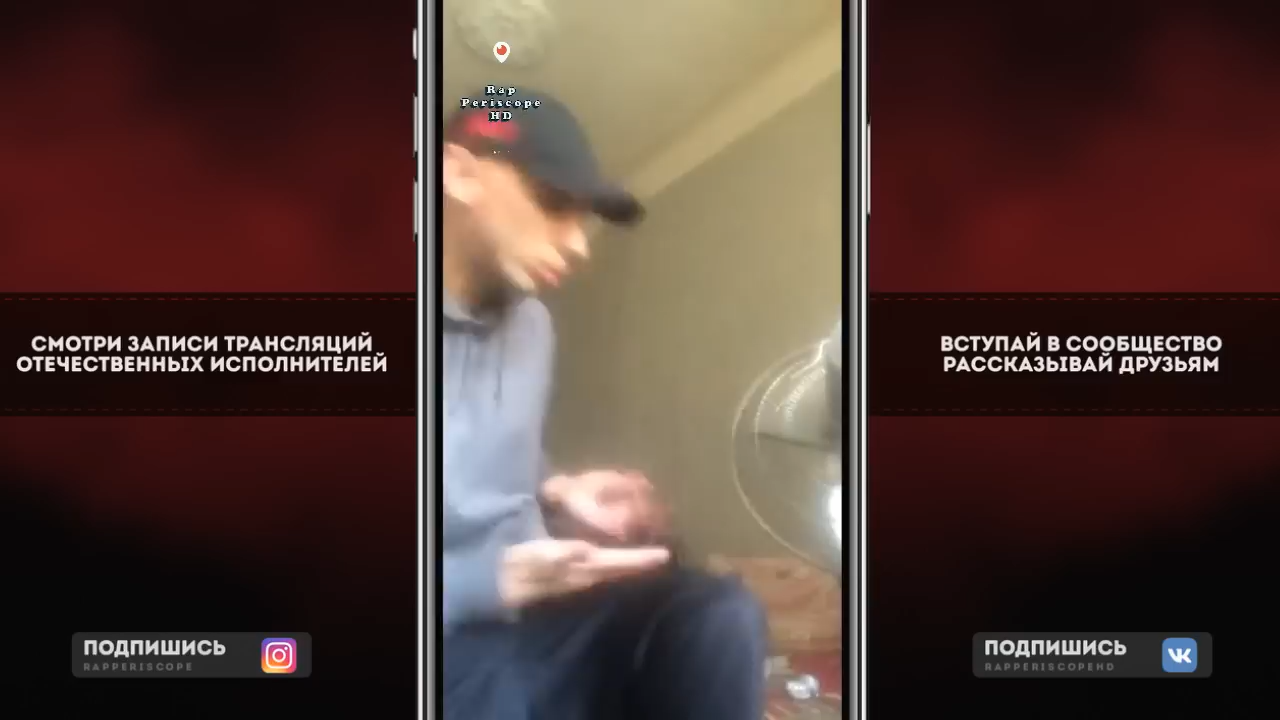 Rap
Periscope
HD
СМОТРИ ЗАПИСИ ТРАНСЛЯЦИЙ
ОТЕЧЕСТВЕННЫХ ИСПОЛНИТЕЛЕЙ
ВСТУПАЙ В СООБЩЕСТВО
РАССКАЗЫВАЙ ДРУЗЬЯМ
ПОДПИШИСЬ
RAPPERISCOPE
ПОДПИШИСЬ
RAPPERISCOPEHD